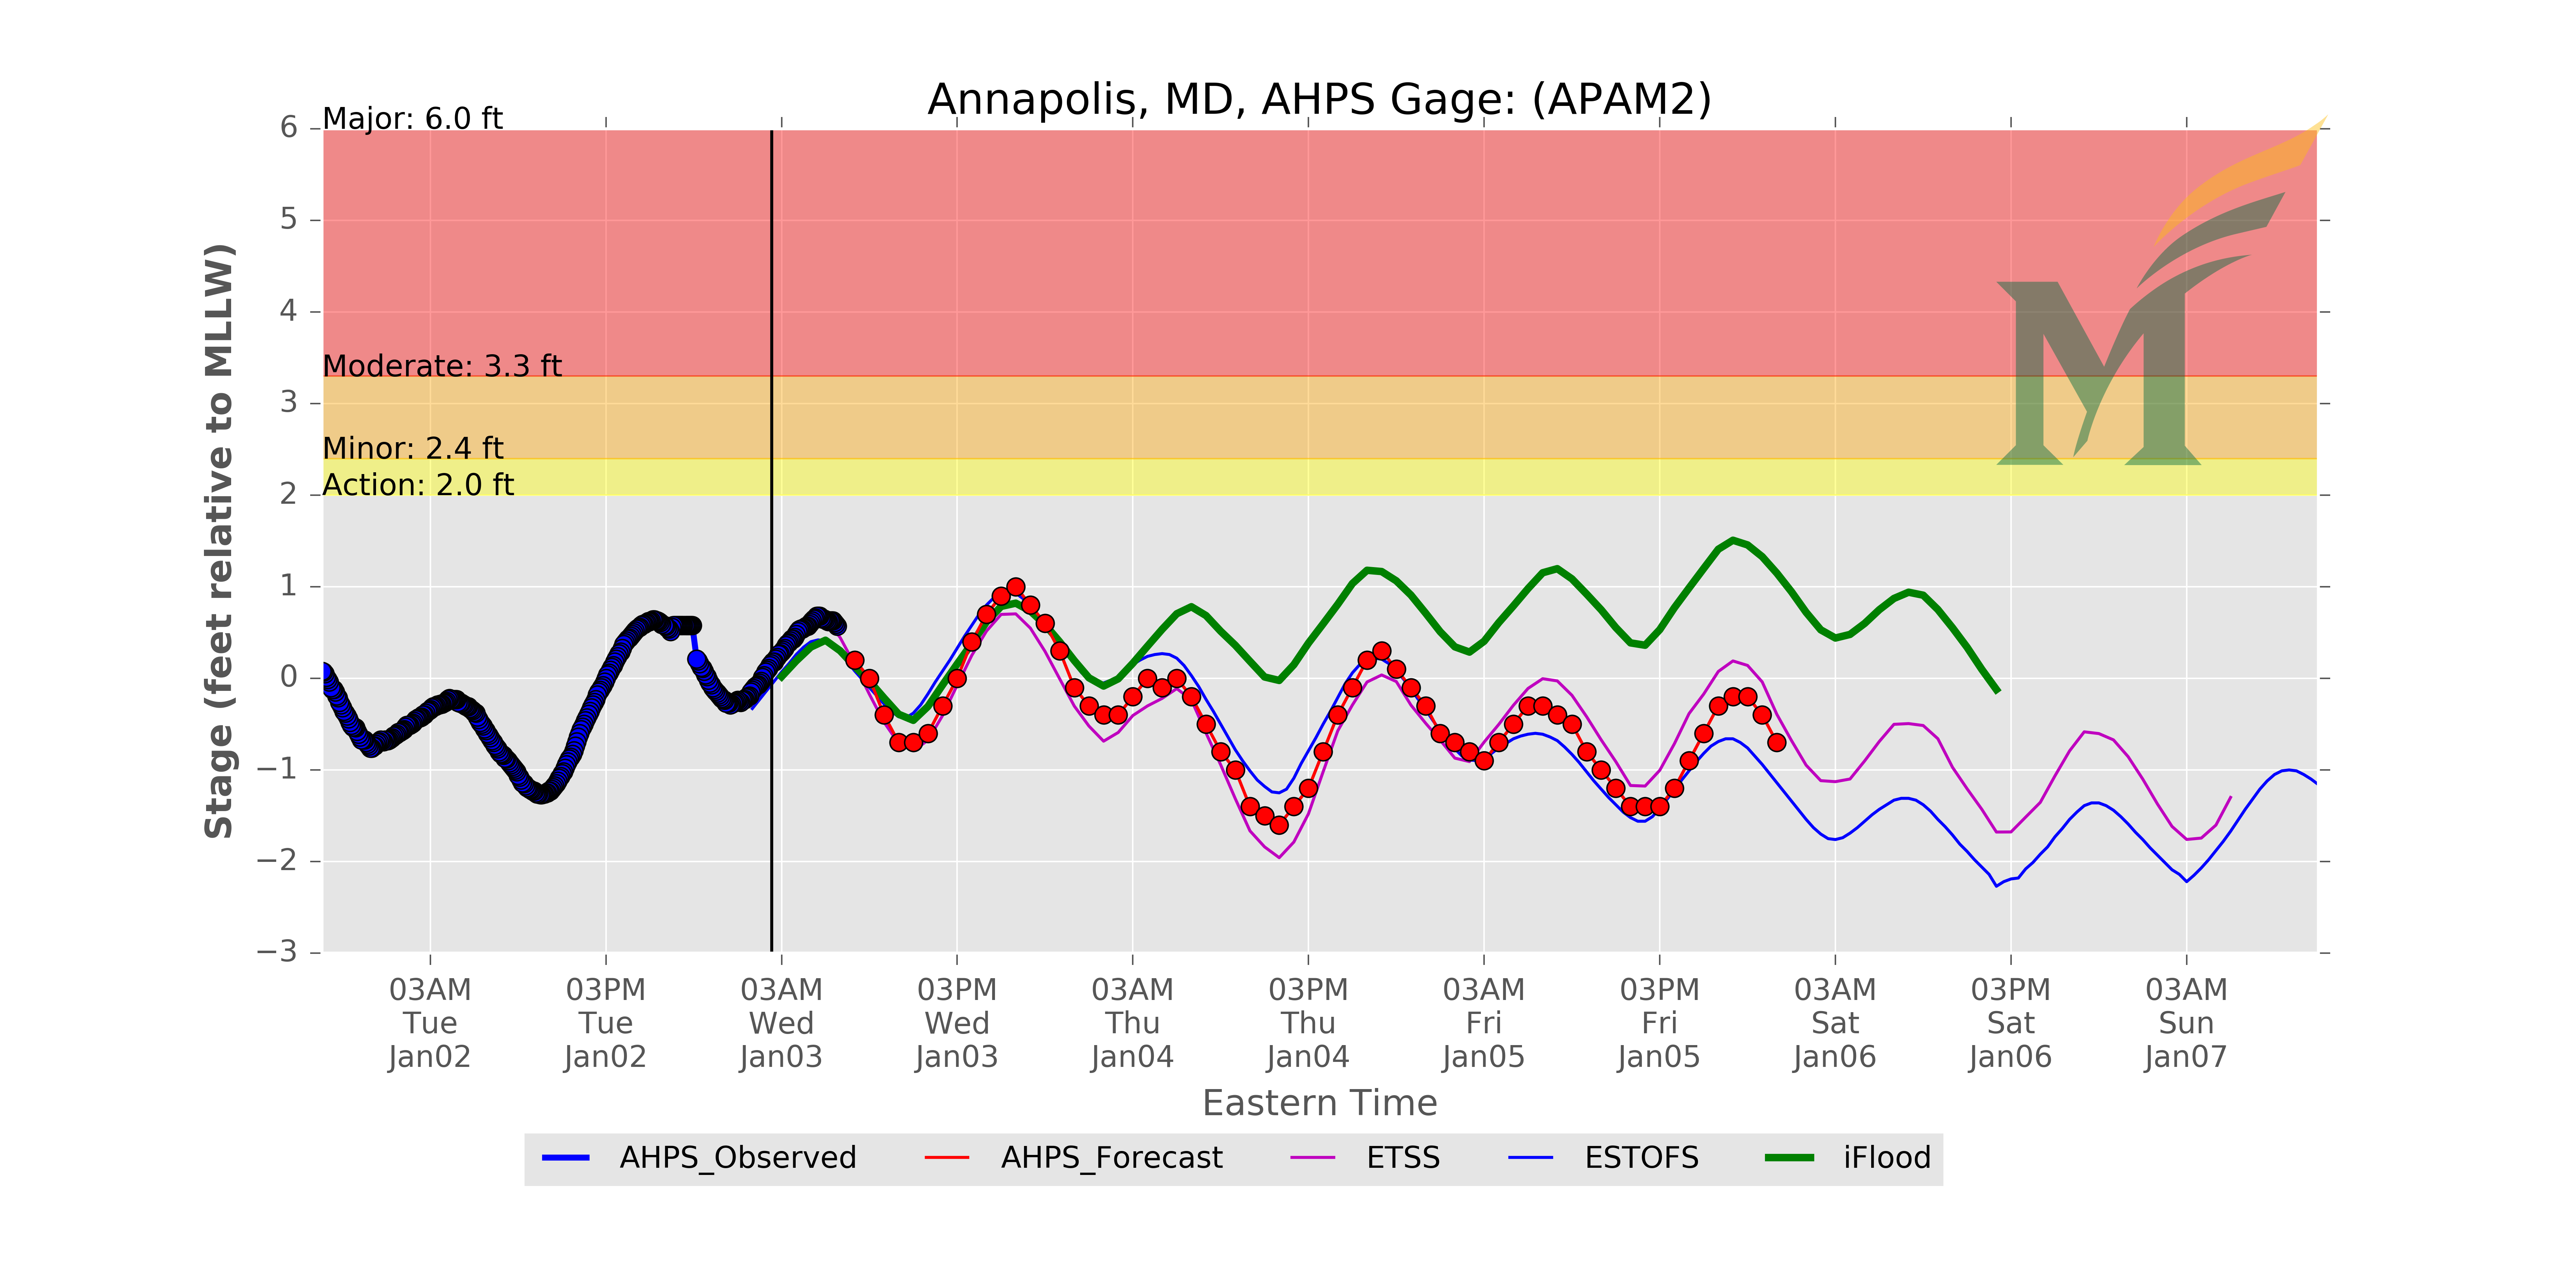 Annapolis, MD, AHPS Gage: (APAM2)
Major: 6.0 ft
Moderate: 3.3 ft
Minor: 2.4 ft
Action: 2.0 ft
6
5
4
3
2
1
0
−1
−2
−3
Stage (feet relative to MLLW)
03AM
Tue
Jan02
03PM
Tue
Jan02
03AM
Wed
Jan03
03PM
Wed
Jan03
03AM
Thu
Jan04
03PM
Thu
Jan04
03AM
Fri
Jan05
03PM
Fri
Jan05
03AM
Sat
Jan06
03PM
Sat
Jan06
03AM
Sun
Jan07
Eastern Time
AHPS_Observed
AHPS_Forecast
ETSS
ESTOFS
iFlood
M